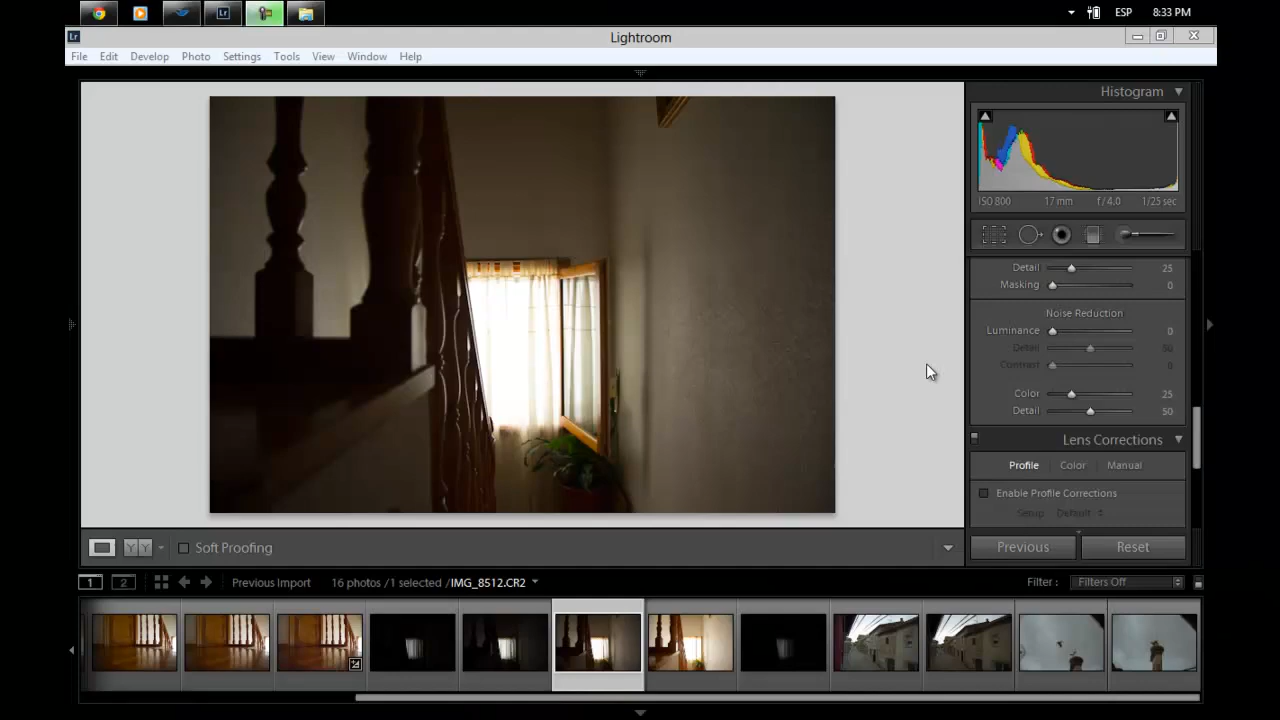 ESP 8:33 PM
Lr Lightroom
File Edit Develop Photo Settings Tools View Window Help
Histogram
ISO 800 17 mm f / 4.0 1/25 sec
Detail 25
Masking 0
Noise Reduction
Luminance 0
Detail 50
Contrast 0
Color 25
Detail 50
Lens Corrections
Profile Color Manual
Enable Profile Corrections
Setup Default
Previous Reset
YY Soft Proofing
1 2 Previous Import 16 photos /1 selected /IMG_8512.CR2 Filter : Filters Off